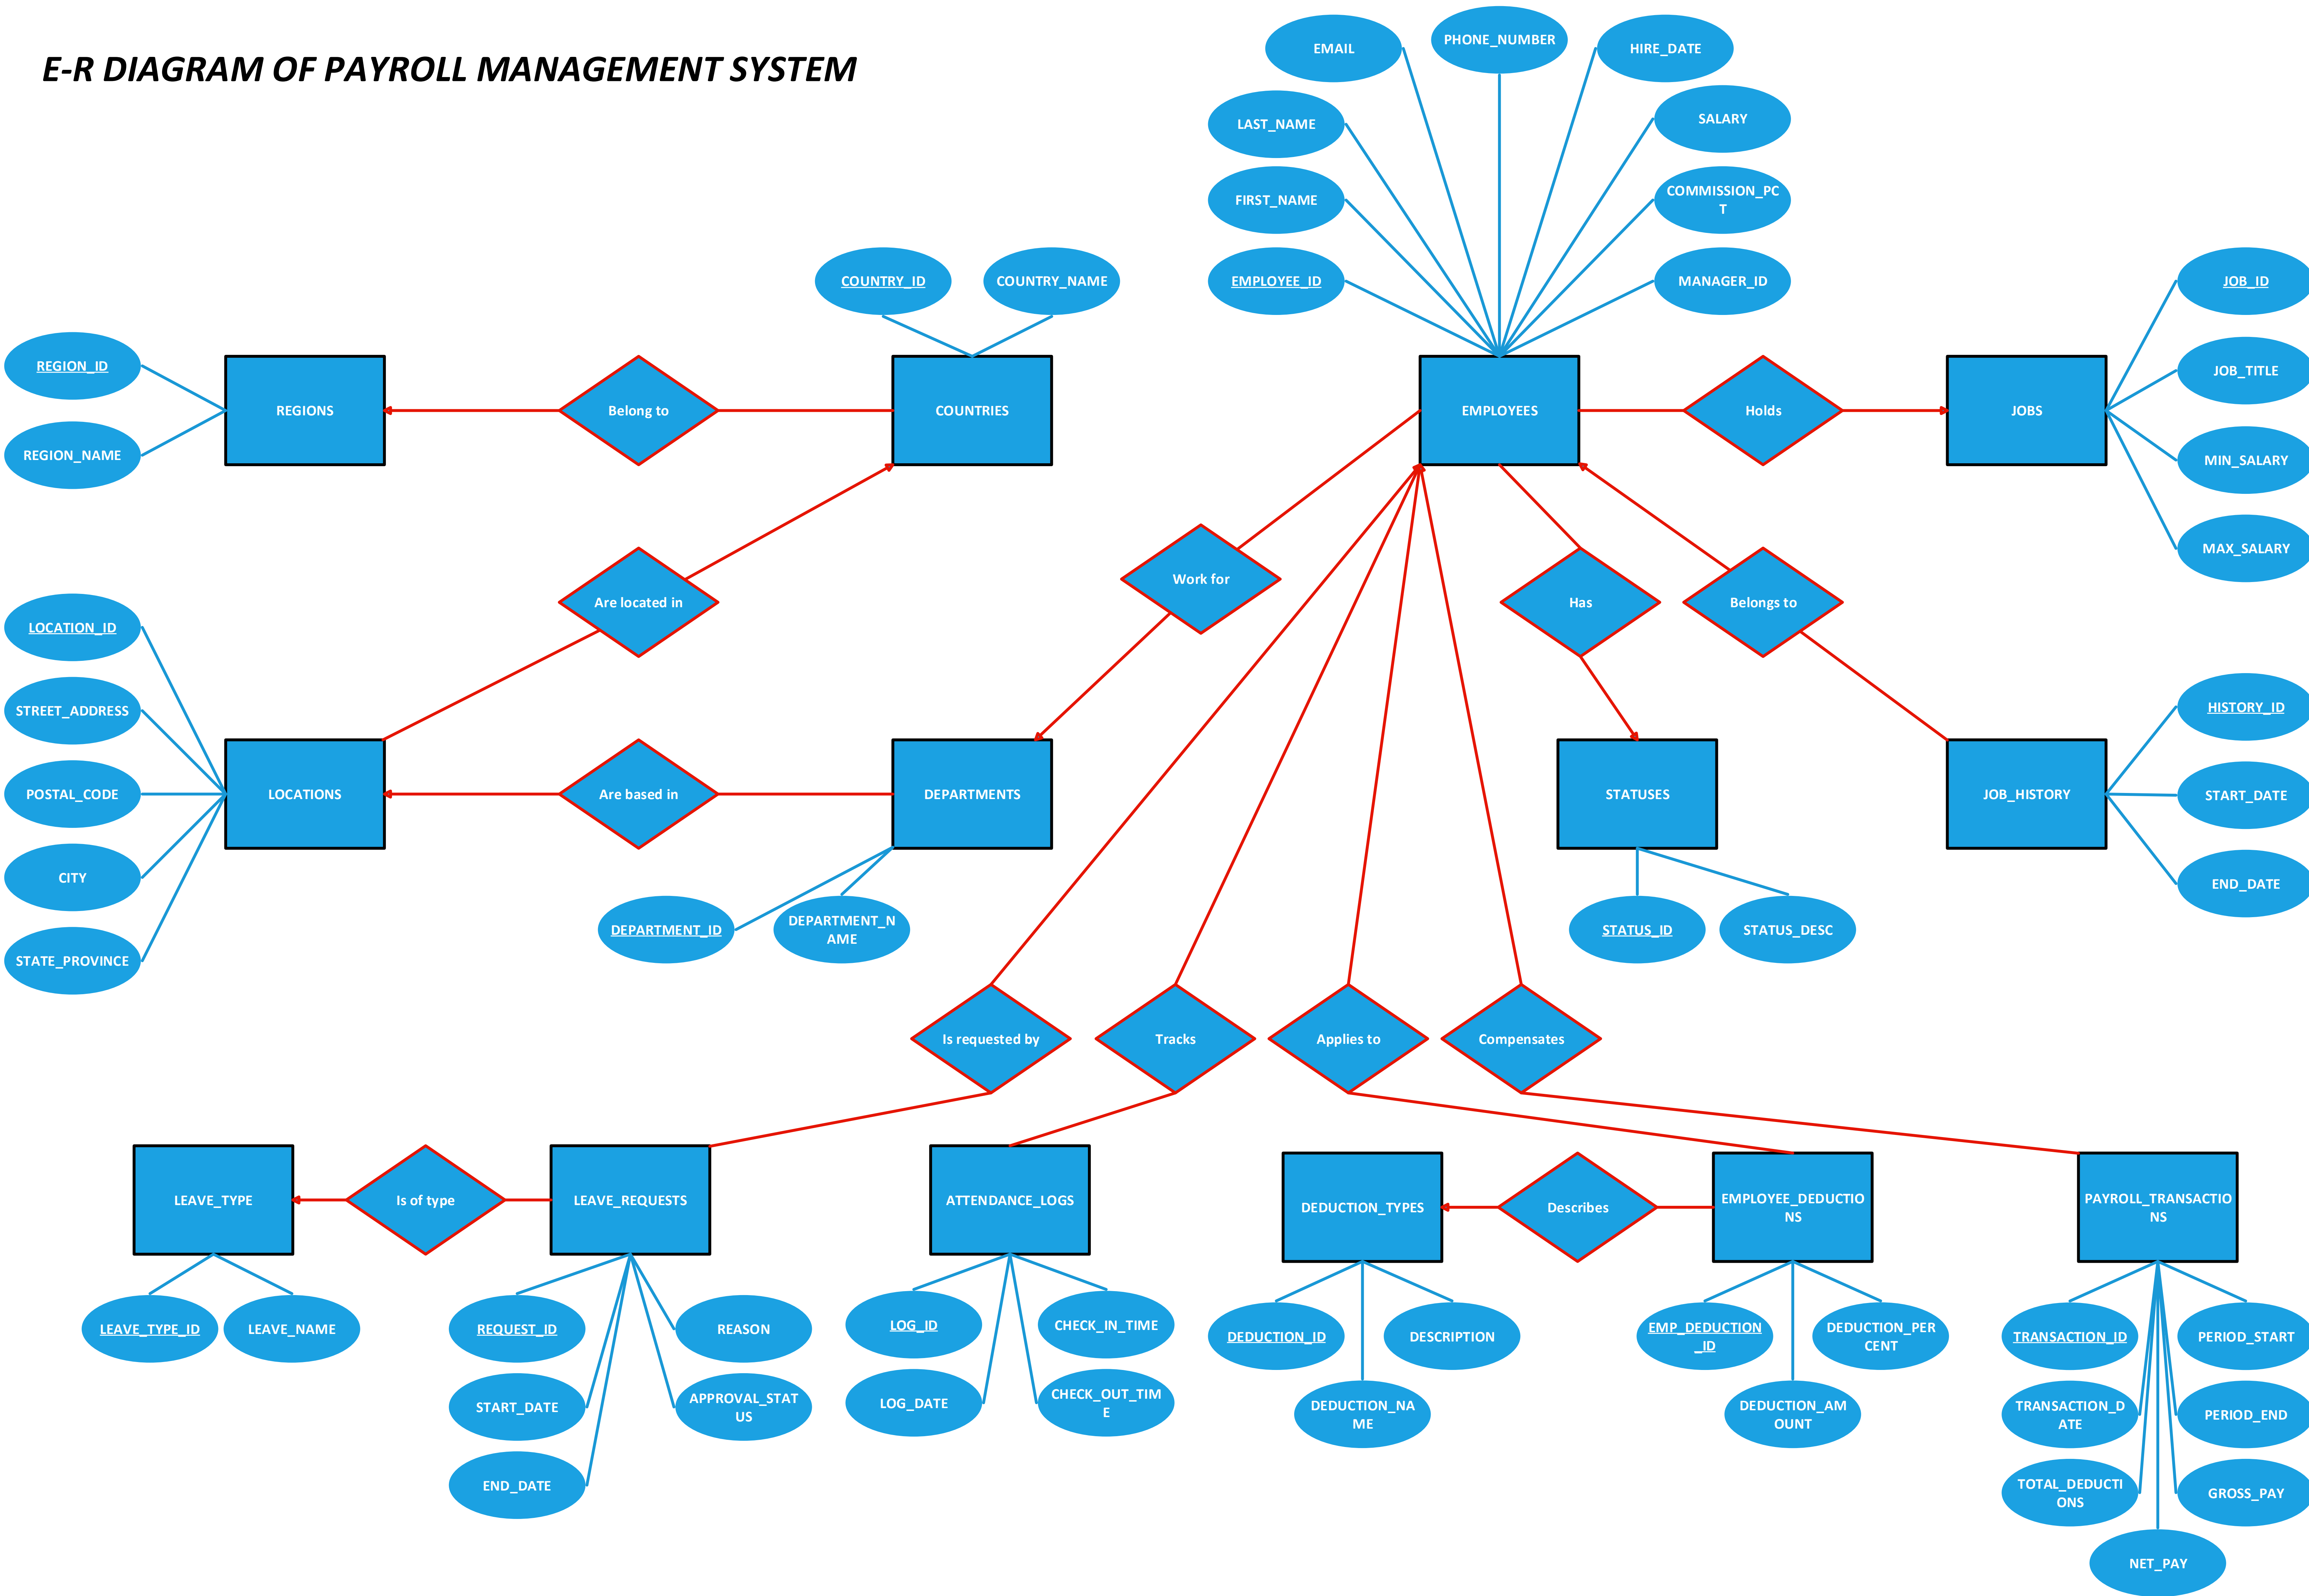 E-R DIAGRAM OF PAYROLL MANAGEMENT SYSTEM
EMAIL
PHONE_NUMBER
HIRE_DATE
LAST_NAME
SALARY
FIRST_NAME
COMMISSION_PC
T
EMPLOYEE_ID
MANAGER_ID
COUNTRY_ID
COUNTRY_NAME
JOB_ID
REGION_ID
JOB_TITLE
REGIONS
Belong to
COUNTRIES
EMPLOYEES
Holds
JOBS
REGION_NAME
MIN_SALARY
MAX_SALARY
Work for
Are located in
Has
Belongs to
LOCATION_ID
STREET_ADDRESS
HISTORY_ID
POSTAL_CODE
LOCATIONS
Are based in
DEPARTMENTS
STATUSES
JOB_HISTORY
START_DATE
CITY
END_DATE
STATE_PROVINCE
DEPARTMENT_ID
DEPARTMENT_N
AME
STATUS_ID
STATUS_DESC
Is requested by
Tracks
Applies to
Compensates
LEAVE_TYPE
Is of type
LEAVE_REQUESTS
ATTENDANCE_LOGS
DEDUCTION_TYPES
Describes
EMPLOYEE_DEDUCTIO
NS
PAYROLL_TRANSACTIO
NS
LEAVE_TYPE_ID
LEAVE_NAME
REQUEST_ID
REASON
LOG_ID
CHECK_IN_TIME
DEDUCTION_ID
DESCRIPTION
EMP_DEDUCTION
_ID
DEDUCTION_PER
CENT
TRANSACTION_ID
PERIOD_START
START_DATE
APPROVAL_STAT
US
LOG_DATE
CHECK_OUT_TIM
E
DEDUCTION_NA
ME
DEDUCTION_AM
OUNT
TRANSACTION_D
ATE
PERIOD_END
END_DATE
TOTAL_DEDUCTI
ONS
GROSS_PAY
NET_PAY